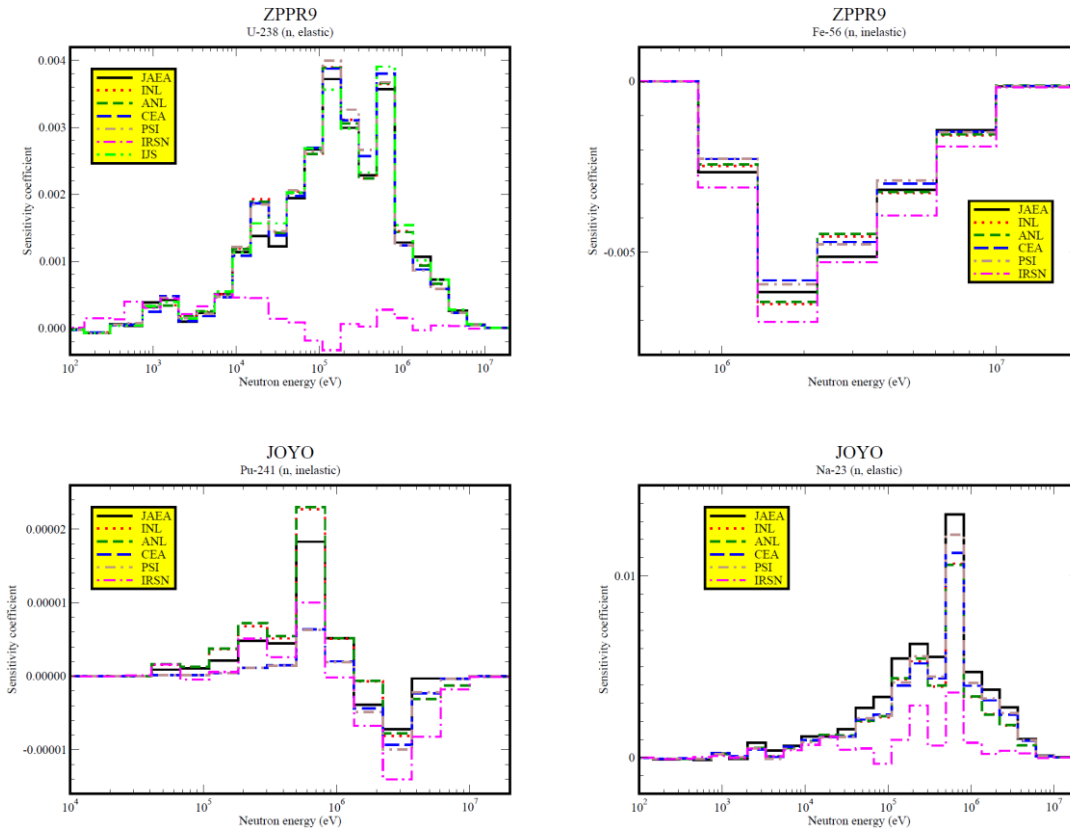 ZPPR9
U-238 (n, elastic)
0.004
0.003
0.002
0.001
0.000
Sensitivity coefficient
JAEA
INL
ANL
CEA
PSI
IRSN
IJS
10^2
10^3
10^4
10^5
10^6
10^7
Neutron energy (eV)
ZPPR9
Fe-56 (n, inelastic)
0
-0.005
Sensitivity coefficient
JAEA
INL
ANL
CEA
PSI
IRSN
10^6
10^7
Neutron energy (eV)
JOYO
Pu-241 (n, inelastic)
0.00002
0.00001
0.00000
-0.00001
Sensitivity coefficient
JAEA
INL
ANL
CEA
PSI
IRSN
10^4
10^5
10^6
10^7
Neutron energy (eV)
JOYO
Na-23 (n, elastic)
0.01
0
Sensitivity coefficient
JAEA
INL
ANL
CEA
PSI
IRSN
10^2
10^3
10^4
10^5
10^6
10^7
Neutron energy (eV)